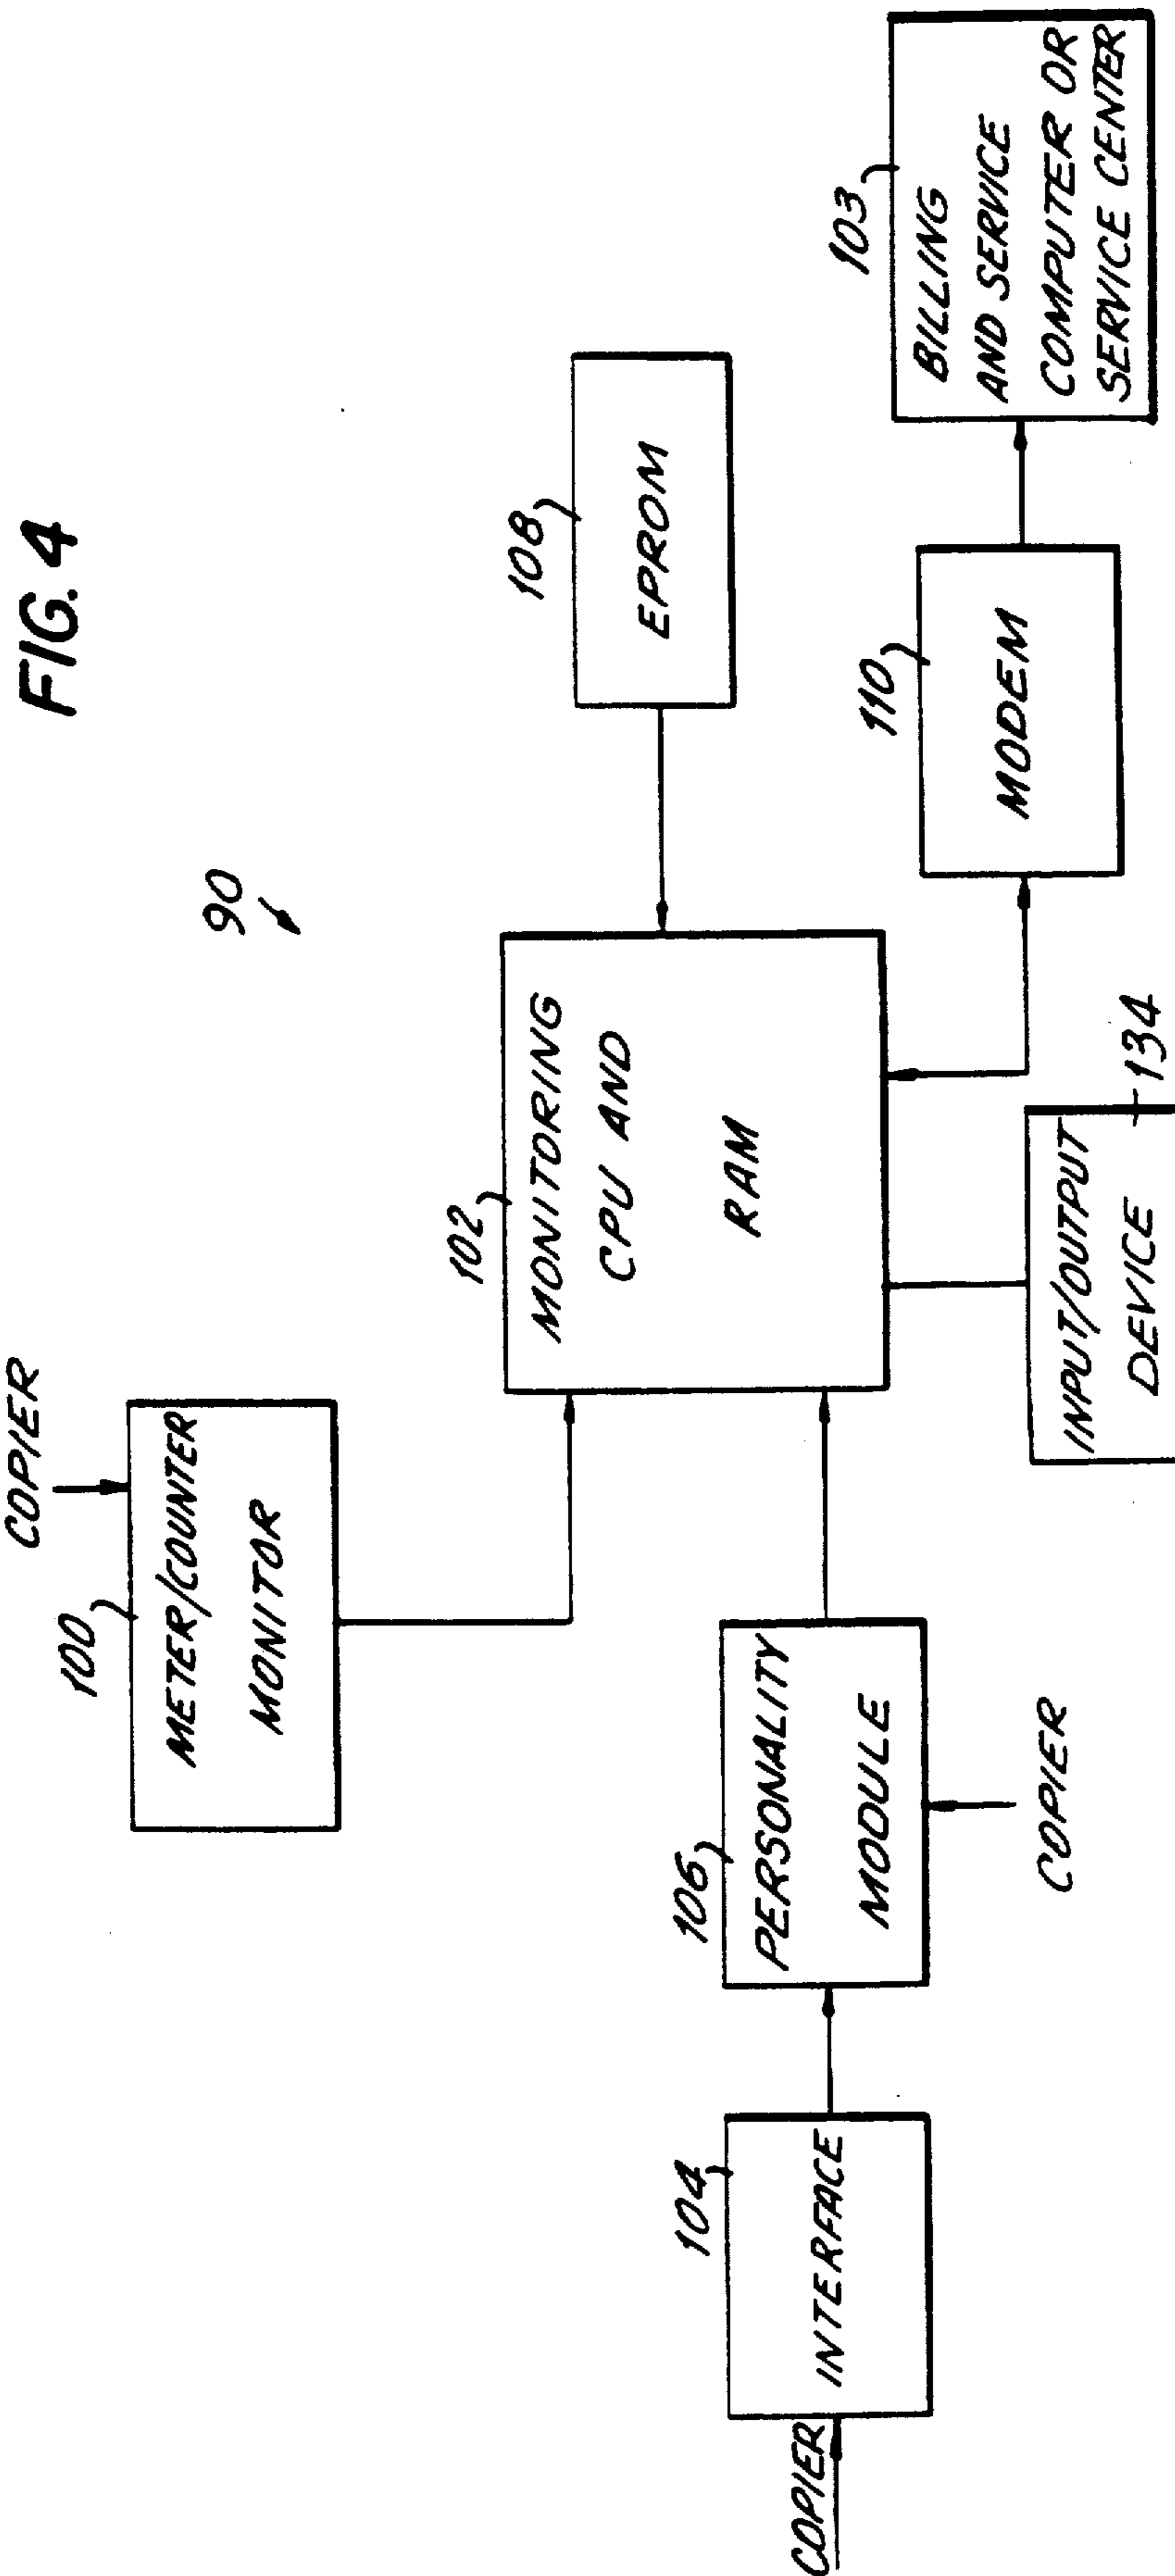 FIG. 4
90
COPIER
100
METER/COUNTER
MONITOR
102
MONITORING
CPU AND
RAM
108
EPROM
COPIER
104
INTERFACE
106
PERSONALITY
MODULE
COPIER
INPUT/OUTPUT
DEVICE
134
110
MODEM
103
BILLING
AND SERVICE
COMPUTER OR
SERVICE CENTER